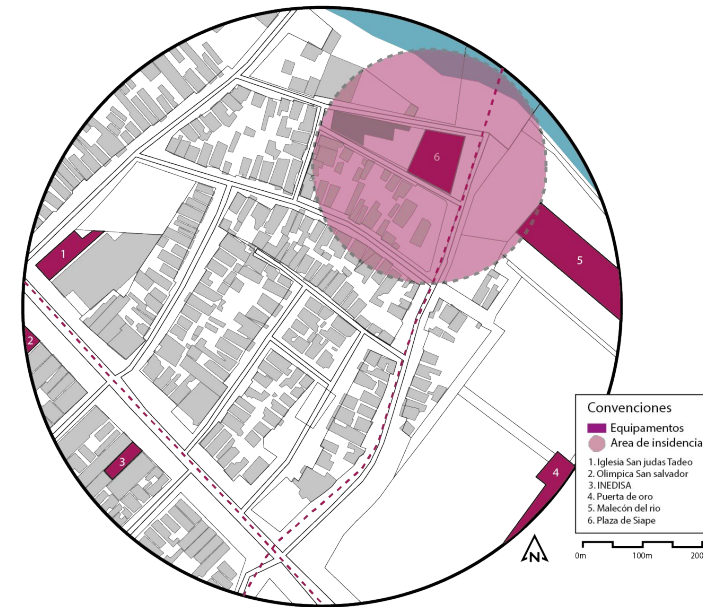 6
1
5
2
3
4
Convenciones
Equipamentos
Area de insidencia
1. Iglesia San judas Tadeo
2. Olimpica San salvador
3. INEDISA
4. Puerta de oro
5. Malecón del rio
6. Plaza de Siape
N
0m 100m 200